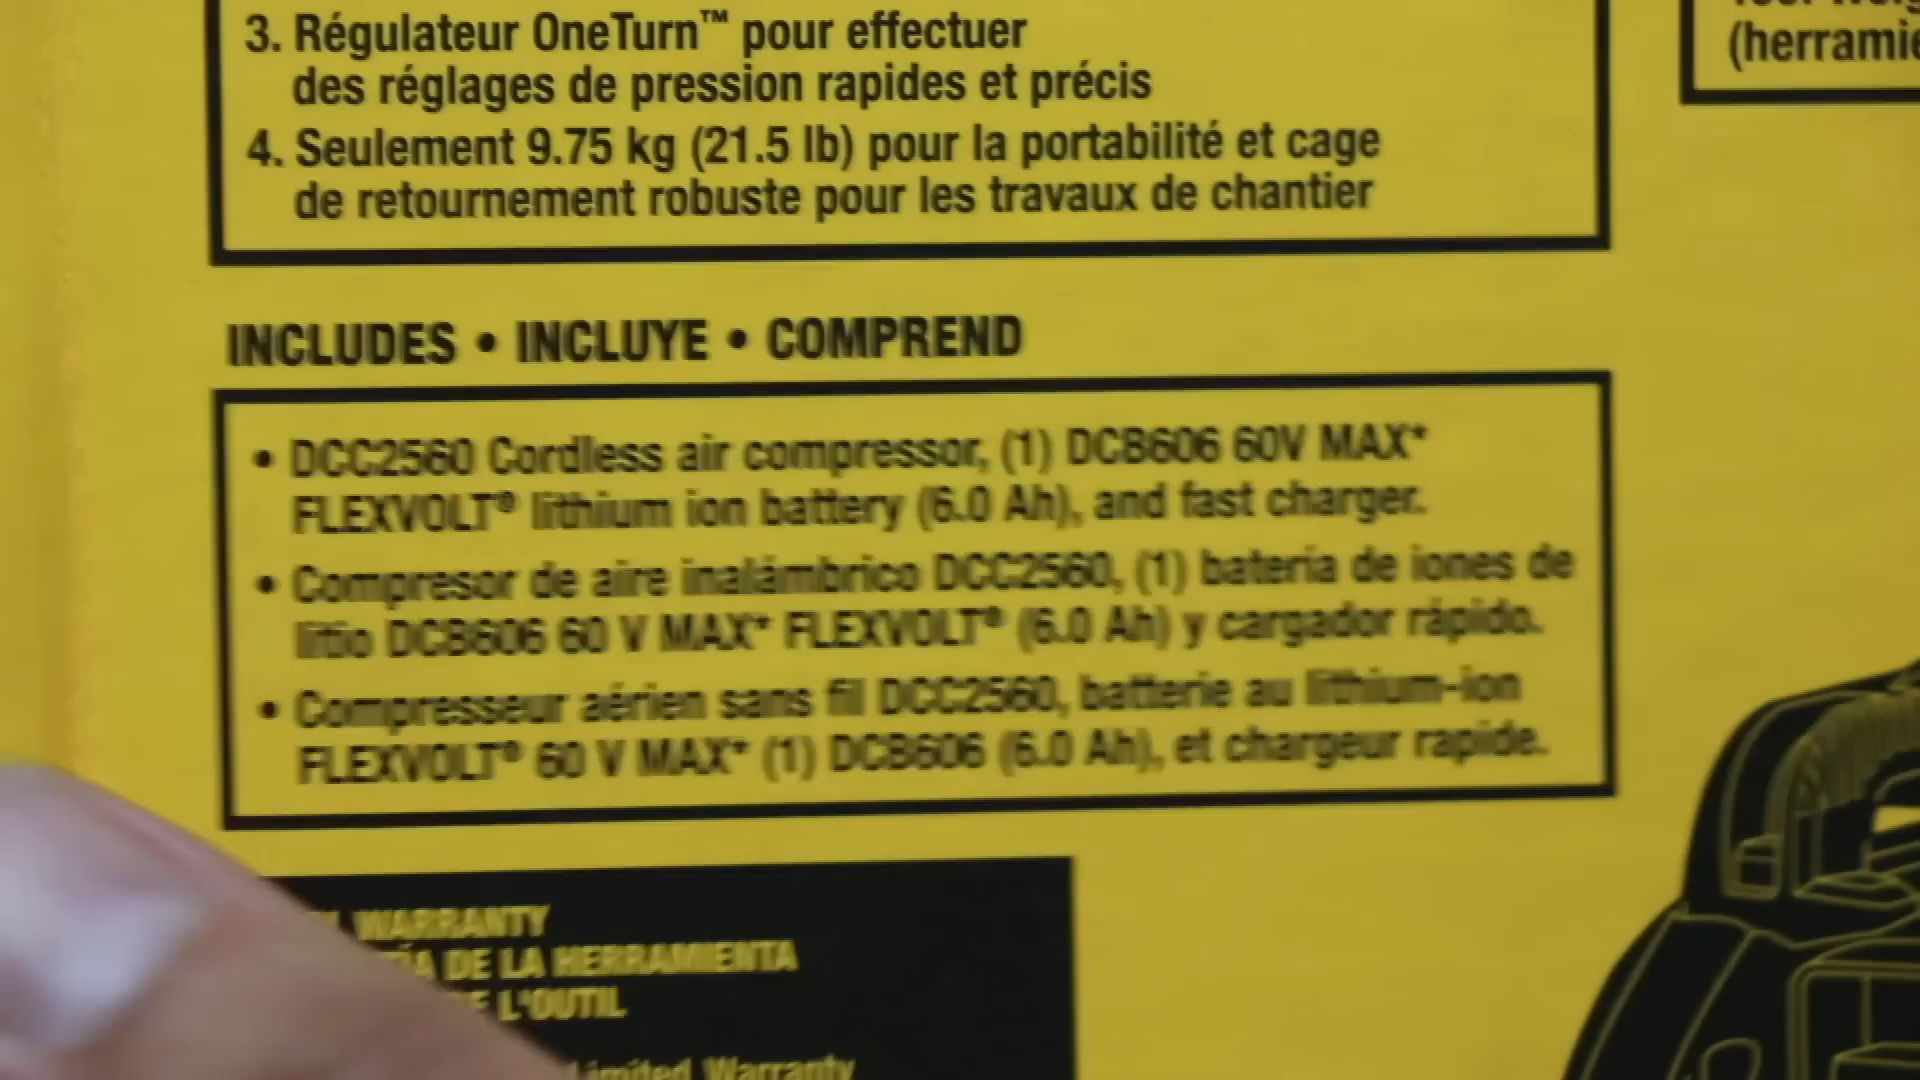 3. Régulateur OneTurn™ pour effectuer
des réglages de pression rapides et précis
4. Seulement 9.75 kg (21.5 lb) pour la portabilité et cage
de retournement robuste pour les travaux de chantier
(herramie
INCLUDES • INCLUYE • COMPREND
• DCC2560 Cordless air compressor, (1) DCB606 60V MAX*
FLEXVOLT® lithium ion battery (6.0 Ah), and fast charger.
• Compresor de aire inalámbrico DCC2560, (1) batería de iones de
litio DCB606 60 V MAX* FLEXVOLT® (6.0 Ah) y cargador rápido.
• Compresseur aérien sans fil DCC2560, batterie au lithium-ion
FLEXVOLT® 60 V MAX* (1) DCB606 (6.0 Ah), et chargeur rapide.
WARRANTY
DE LA HERRAMIENTA
L'OUTIL
Limited Warranty